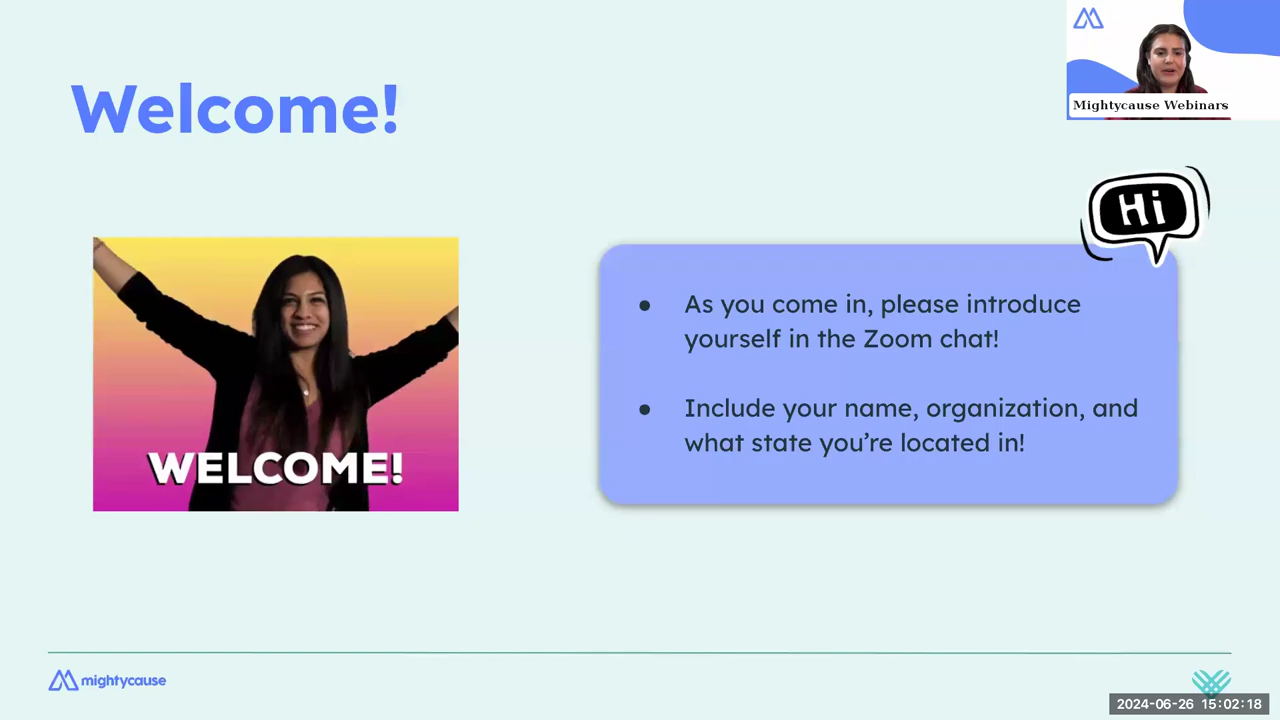 Welcome!
Mightycause Webinars
Hi
WELCOME!
● As you come in, please introduce
yourself in the Zoom chat!
● Include your name, organization, and
what state you’re located in!
mightycause
2024-06-26 15:02:18